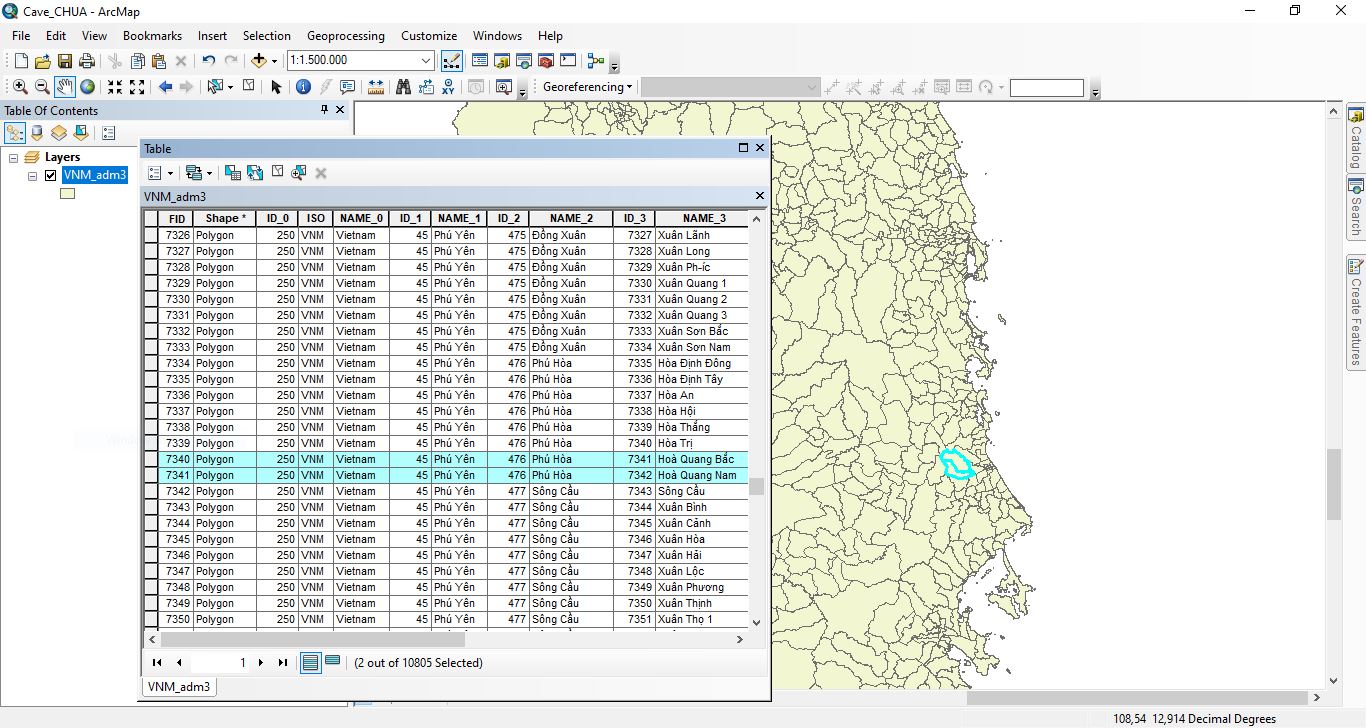 Cave_CHUA - ArcMap
File Edit View Bookmarks Insert Selection Geoprocessing Customize Windows Help
1:1.500.000
Georeferencing
Table Of Contents
Layers
VNM_adm3
Table
VNM_adm3
FID Shape * ID_0 ISO NAME_0 ID_1 NAME_1 ID_2 NAME_2 ID_3 NAME_3
7326 Polygon 250 VNM Vietnam 45 Phú Yên 475 Đồng Xuân 7327 Xuân Lãnh
7327 Polygon 250 VNM Vietnam 45 Phú Yên 475 Đồng Xuân 7328 Xuân Long
7328 Polygon 250 VNM Vietnam 45 Phú Yên 475 Đồng Xuân 7329 Xuân Ph-íc
7329 Polygon 250 VNM Vietnam 45 Phú Yên 475 Đồng Xuân 7330 Xuân Quang 1
7330 Polygon 250 VNM Vietnam 45 Phú Yên 475 Đồng Xuân 7331 Xuân Quang 2
7331 Polygon 250 VNM Vietnam 45 Phú Yên 475 Đồng Xuân 7332 Xuân Quang 3
7332 Polygon 250 VNM Vietnam 45 Phú Yên 475 Đồng Xuân 7333 Xuân Sơn Bắc
7333 Polygon 250 VNM Vietnam 45 Phú Yên 475 Đồng Xuân 7334 Xuân Sơn Nam
7334 Polygon 250 VNM Vietnam 45 Phú Yên 476 Phú Hòa 7335 Hòa Định Đông
7335 Polygon 250 VNM Vietnam 45 Phú Yên 476 Phú Hòa 7336 Hòa Định Tây
7336 Polygon 250 VNM Vietnam 45 Phú Yên 476 Phú Hòa 7337 Hòa An
7337 Polygon 250 VNM Vietnam 45 Phú Yên 476 Phú Hòa 7338 Hòa Hội
7338 Polygon 250 VNM Vietnam 45 Phú Yên 476 Phú Hòa 7339 Hòa Thắng
7339 Polygon 250 VNM Vietnam 45 Phú Yên 476 Phú Hòa 7340 Hòa Trị
7340 Polygon 250 VNM Vietnam 45 Phú Yên 476 Phú Hòa 7341 Hoà Quang Bắc
7341 Polygon 250 VNM Vietnam 45 Phú Yên 476 Phú Hòa 7342 Hoà Quang Nam
7342 Polygon 250 VNM Vietnam 45 Phú Yên 477 Sông Cầu 7343 Sông Cầu
7343 Polygon 250 VNM Vietnam 45 Phú Yên 477 Sông Cầu 7344 Xuân Bình
7344 Polygon 250 VNM Vietnam 45 Phú Yên 477 Sông Cầu 7345 Xuân Cảnh
7345 Polygon 250 VNM Vietnam 45 Phú Yên 477 Sông Cầu 7346 Xuân Hòa
7346 Polygon 250 VNM Vietnam 45 Phú Yên 477 Sông Cầu 7347 Xuân Hải
7347 Polygon 250 VNM Vietnam 45 Phú Yên 477 Sông Cầu 7348 Xuân Lộc
7348 Polygon 250 VNM Vietnam 45 Phú Yên 477 Sông Cầu 7349 Xuân Phương
7349 Polygon 250 VNM Vietnam 45 Phú Yên 477 Sông Cầu 7350 Xuân Thịnh
7350 Polygon 250 VNM Vietnam 45 Phú Yên 477 Sông Cầu 7351 Xuân Thọ 1
1
(2 out of 10805 Selected)
VNM_adm3
Catalog
Search
Create Features
108,54 12,914 Decimal Degrees